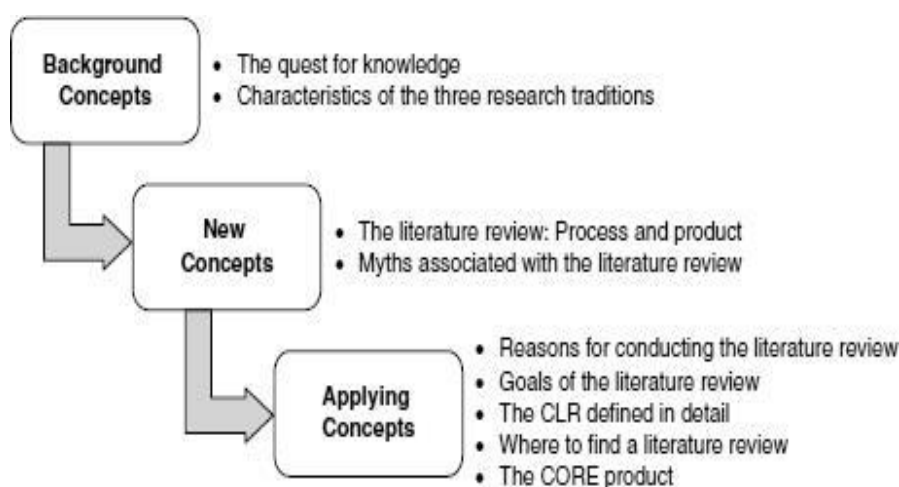 Background
Concepts
• The quest for knowledge
• Characteristics of the three research traditions
New
Concepts
• The literature review: Process and product
• Myths associated with the literature review
Applying
Concepts
• Reasons for conducting the literature review
• Goals of the literature review
• The CLR defined in detail
• Where to find a literature review
• The CORE product